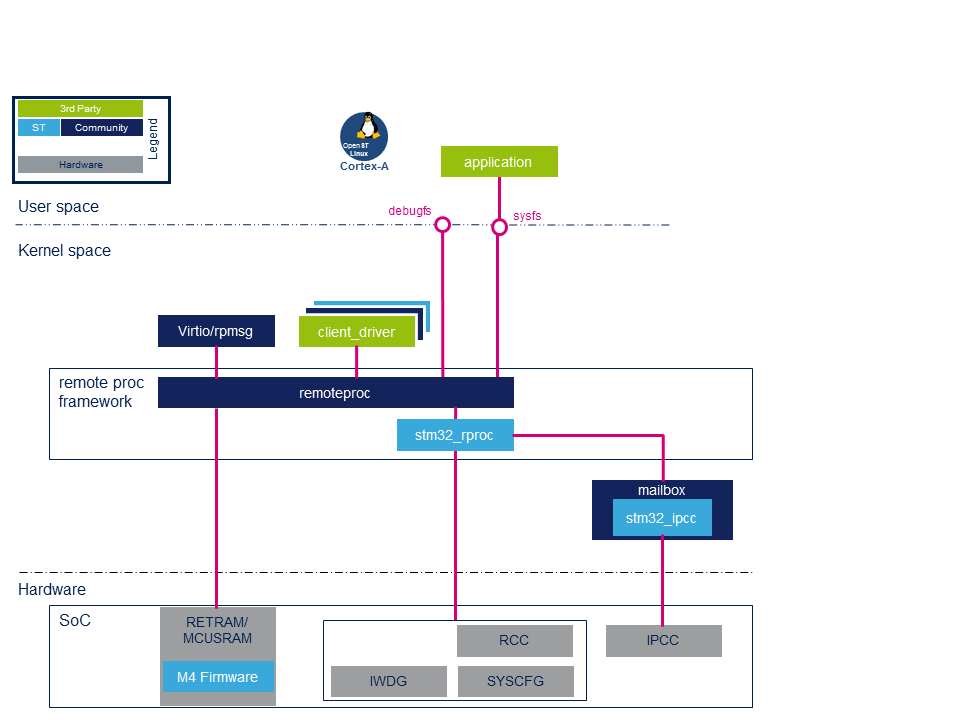 3rd Party
ST
Community
Hardware
Legend
Open ST
Linux
Cortex-A
application
User space
debugfs
sysfs
Kernel space
Virtio/rpmsg
client_driver
remote proc
framework
remoteproc
stm32_rproc
mailbox
stm32_ipcc
Hardware
SoC
RETRAM/
MCUSRAM
M4 Firmware
RCC
IWDG
SYSCFG
IPCC